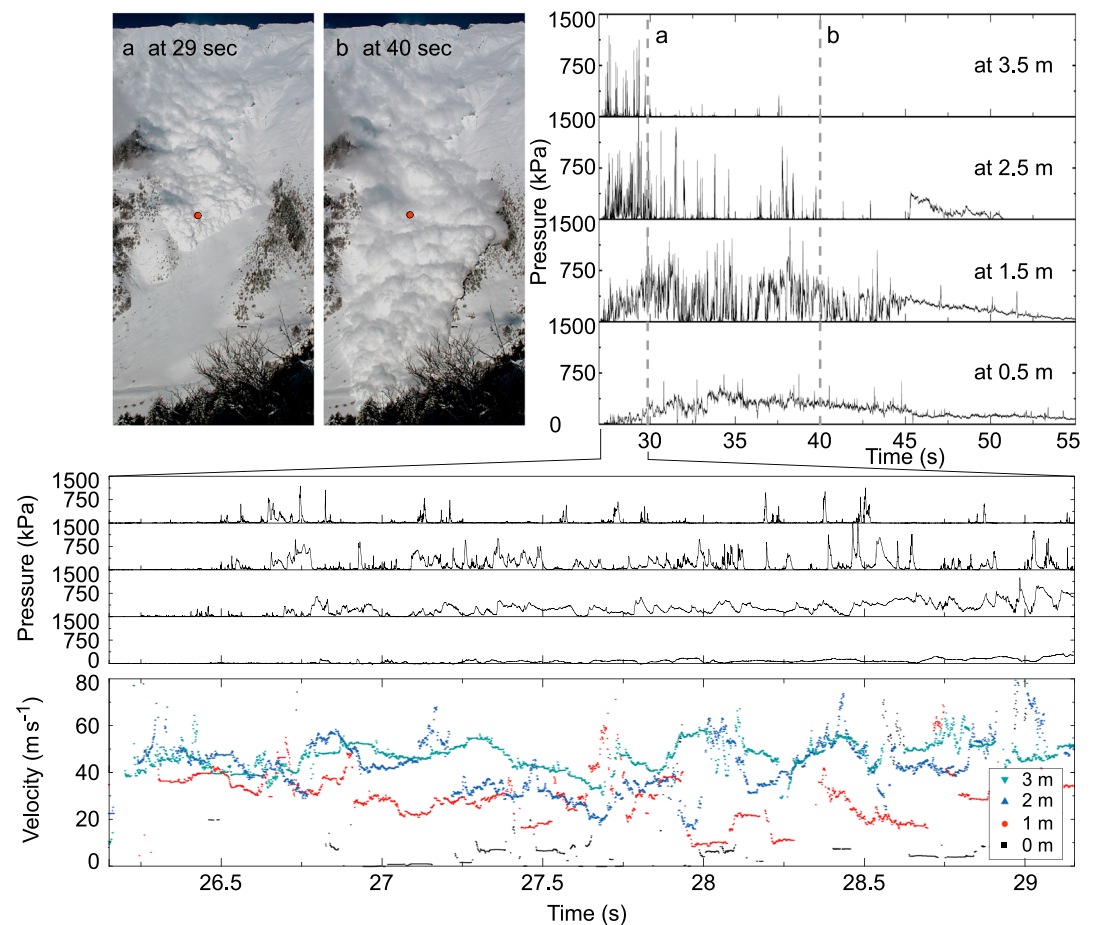 a at 29 sec
b at 40 sec
Pressure (kPa)
1500
750
a
b
at 3.5 m
1500
750
at 2.5 m
1500
750
at 1.5 m
1500
750
at 0.5 m
0
30 35 40 45 50 55
Time (s)
Pressure (kPa)
1500
750
1500
750
1500
750
1500
750
0
Velocity (m s⁻¹)
80
60
40
20
0
3 m
2 m
1 m
0 m
26.5 27 27.5 28 28.5 29
Time (s)